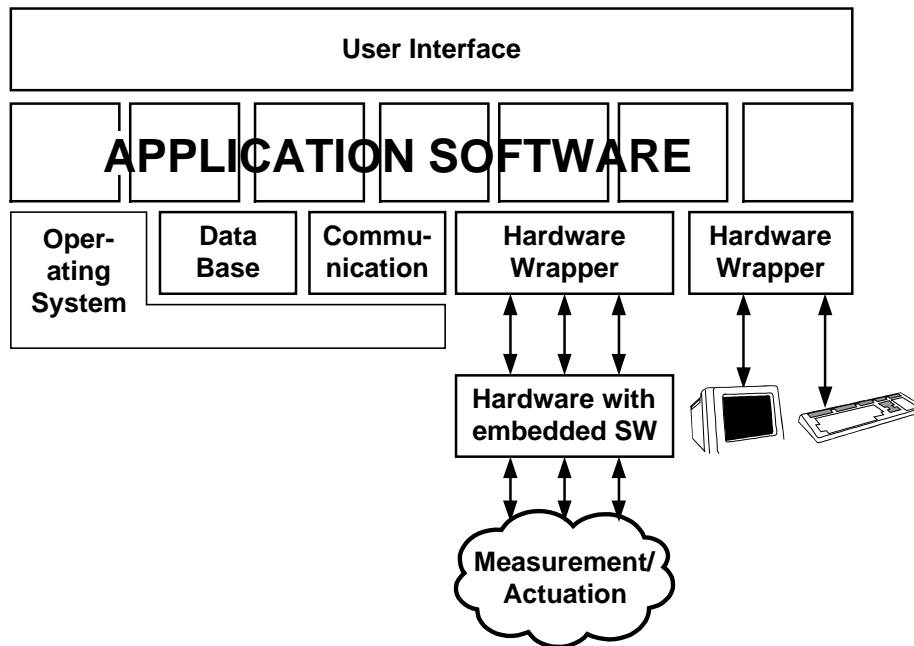 User Interface
APPLICATION SOFTWARE
Oper-
ating
System
Data
Base
Commu-
nication
Hardware
Wrapper
Hardware
Wrapper
Hardware with
embedded SW
Measurement/
Actuation